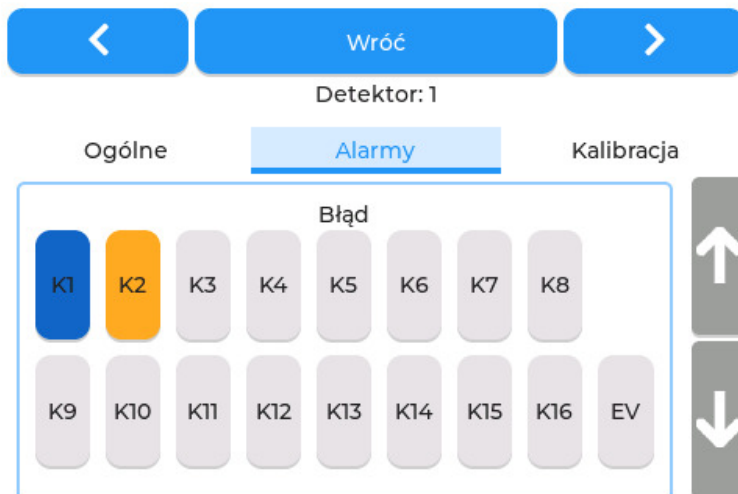 Wróć
Detektor: 1
Ogólne Alarmy Kalibracja
Błąd
K1 K2 K3 K4 K5 K6 K7 K8
K9 K10 K11 K12 K13 K14 K15 K16 EV